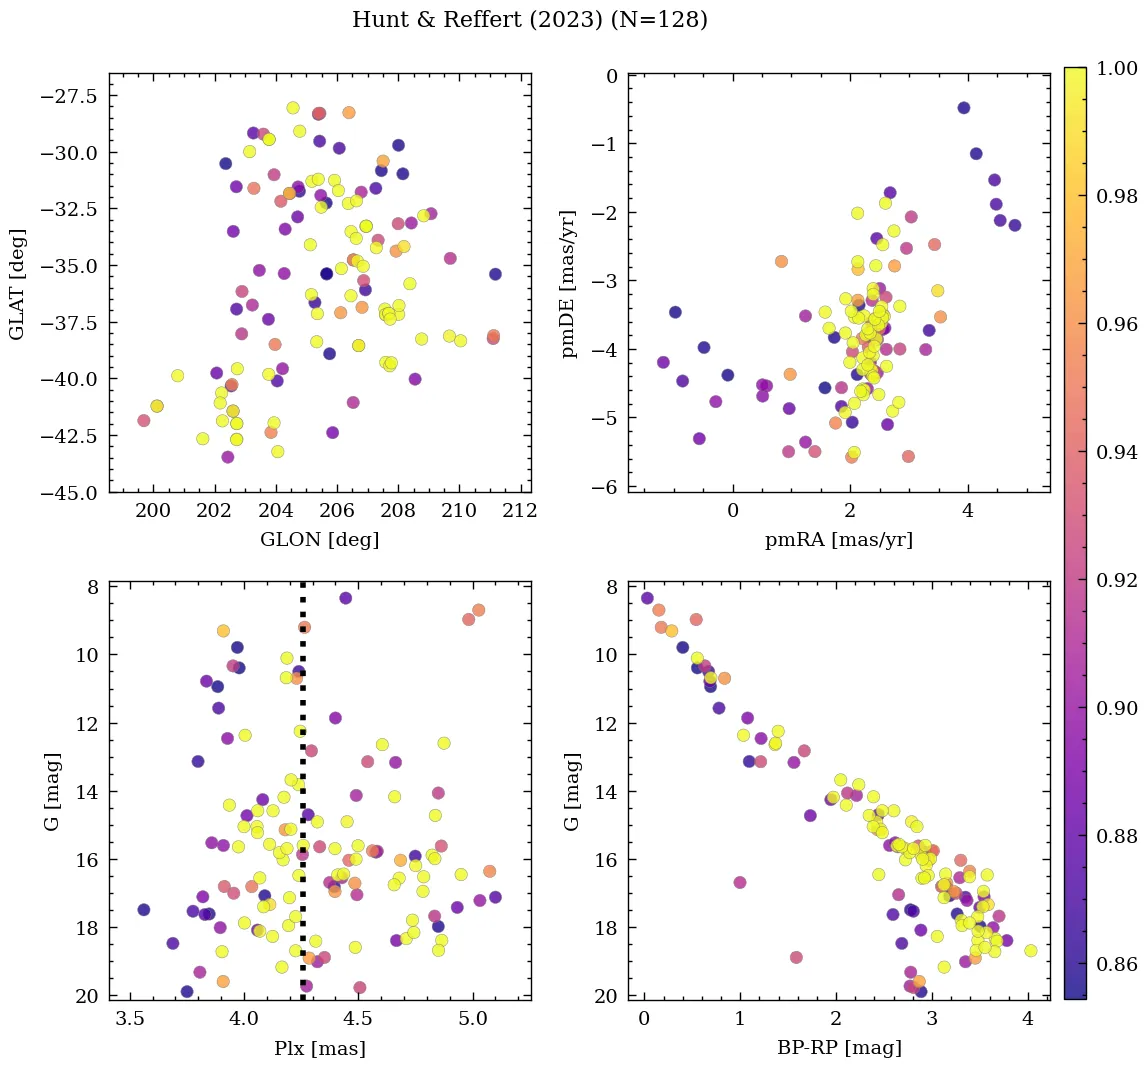 Hunt & Reffert (2023) (N=128)
−27.5
−30.0
−32.5
−35.0
−37.5
−40.0
−42.5
−45.0
GLAT [deg]
200 202 204 206 208 210 212
GLON [deg]
0
−1
−2
−3
−4
−5
−6
pmDE [mas/yr]
0 2 4
pmRA [mas/yr]
8
10
12
14
16
18
20
G [mag]
3.5 4.0 4.5 5.0
Plx [mas]
8
10
12
14
16
18
20
G [mag]
0 1 2 3 4
BP-RP [mag]
1.00
0.98
0.96
0.94
0.92
0.90
0.88
0.86